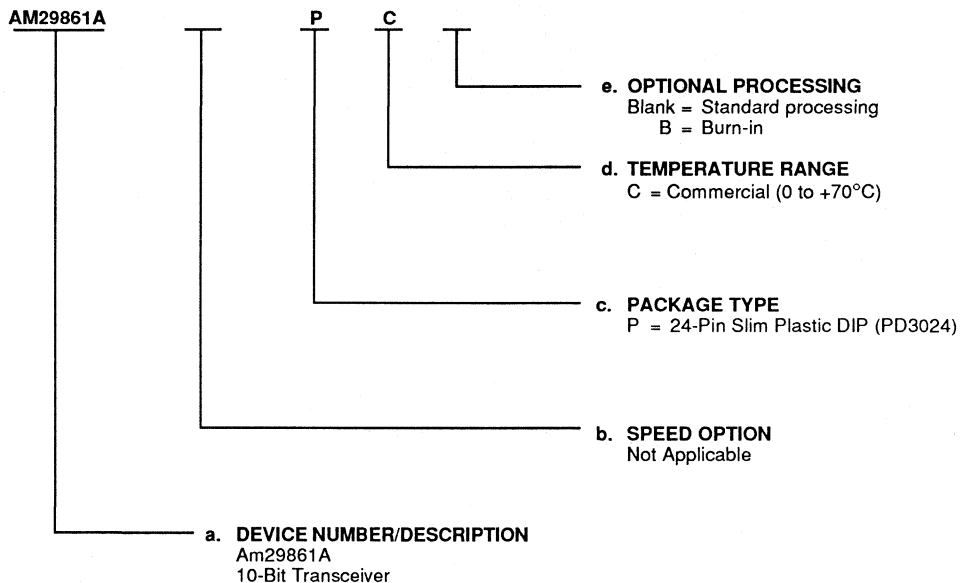 AM29861A P C
e. OPTIONAL PROCESSING
Blank = Standard processing
B = Burn-in
d. TEMPERATURE RANGE
C = Commercial (0 to +70°C)
c. PACKAGE TYPE
P = 24-Pin Slim Plastic DIP (PD3024)
b. SPEED OPTION
Not Applicable
a. DEVICE NUMBER/DESCRIPTION
Am29861A
10-Bit Transceiver